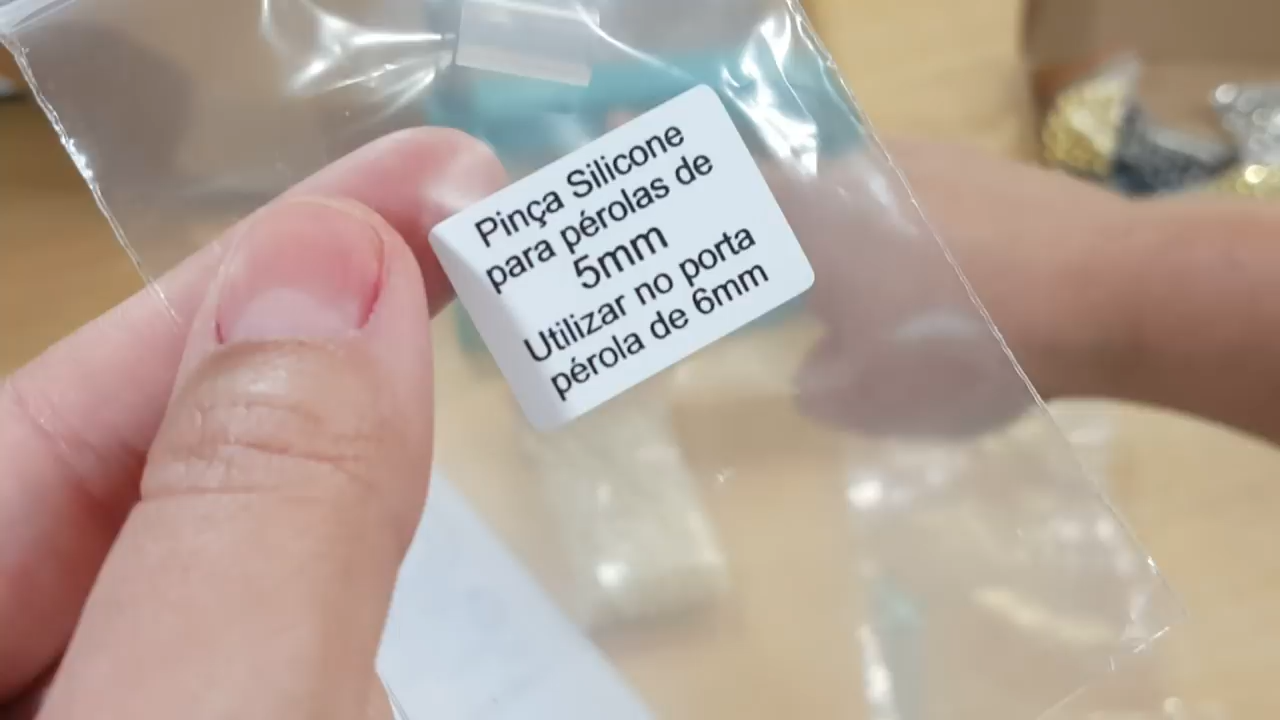 Pinça Silicone
para pérolas de
5mm
Utilizar no porta
pérola de 6mm